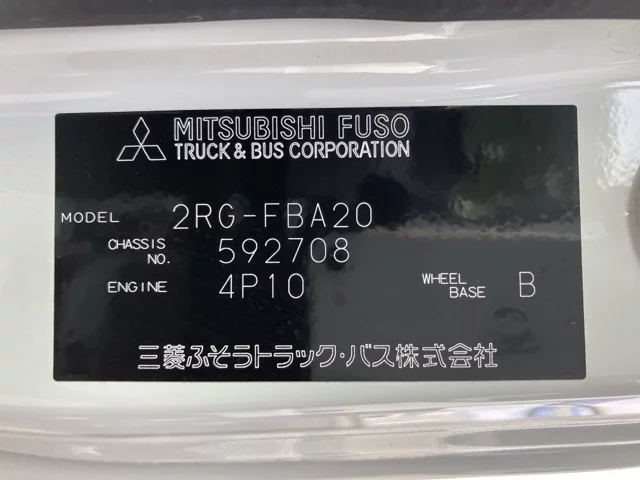 MITSUBISHI FUSO
TRUCK & BUS CORPORATION
MODEL 2RG-FBA20
CHASSIS NO. 592708
ENGINE 4P10 WHEEL BASE B
三菱ふそうトラック・バス株式会社